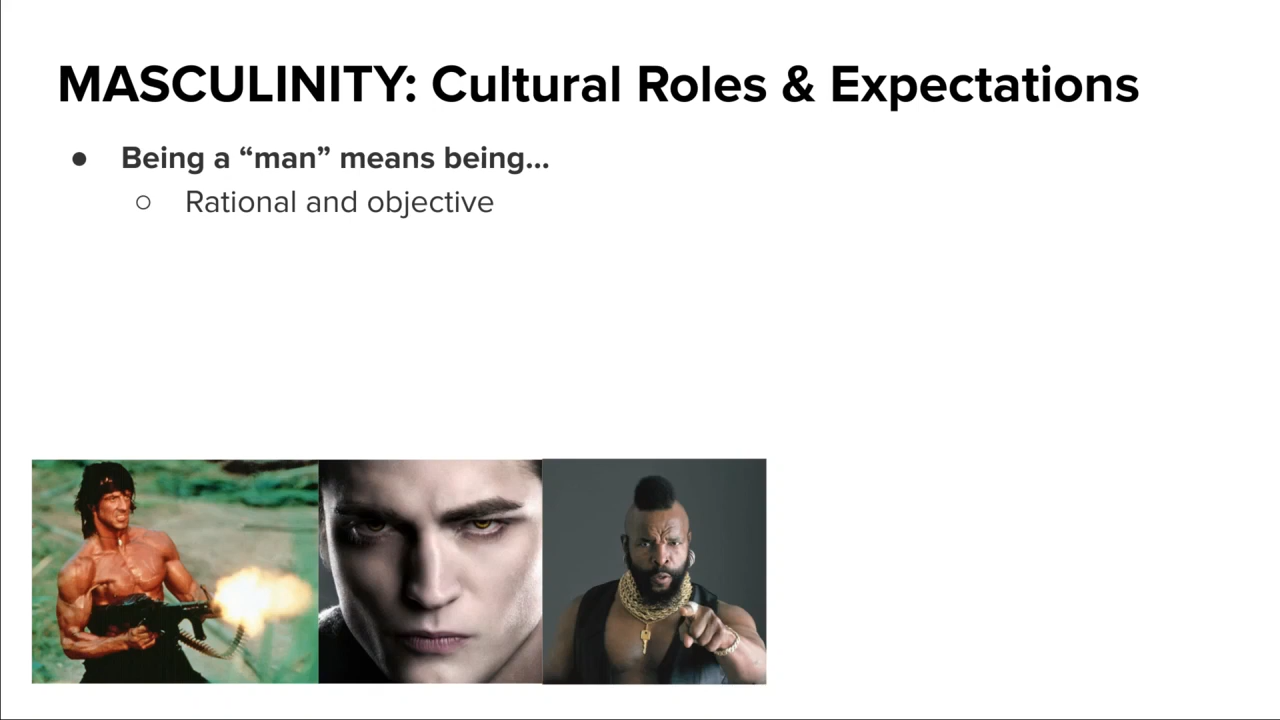 MASCULINITY: Cultural Roles & Expectations
● Being a “man” means being...
○ Rational and objective